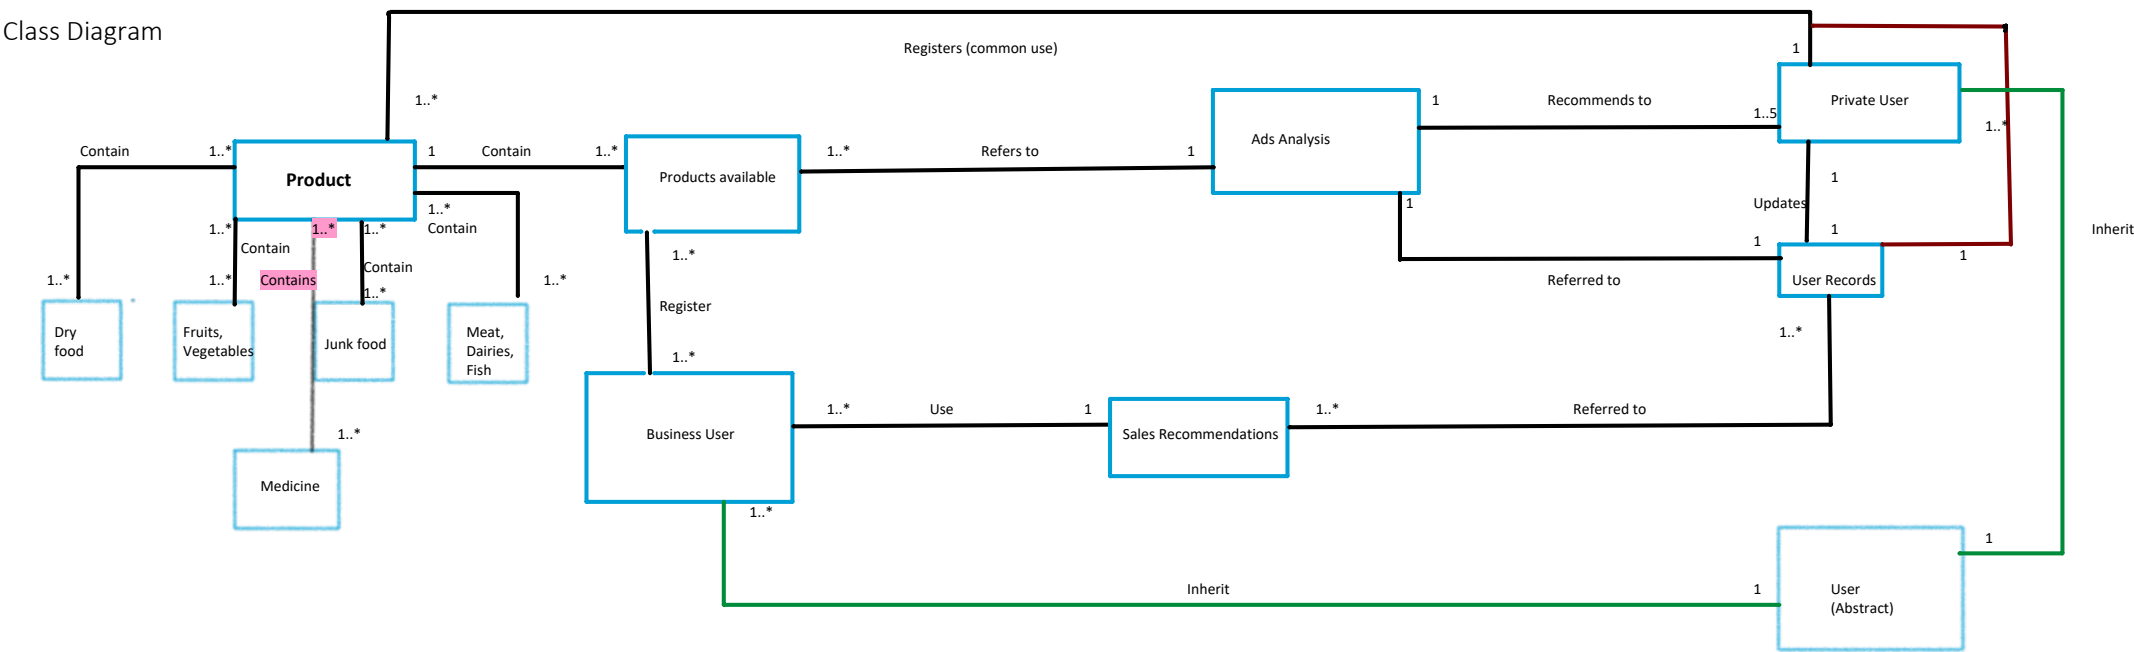 Class Diagram
Registers (common use)
1
1..*
1
Recommends to
1..5
Private User
1..*
Ads Analysis
Contain
1..*
1
Contain
1..*
1..*
Refers to
1
Product
Products available
1
Updates
1
1..*
Contain
1..*
1..*
1..*
Contain
1
1
1
Inherit
1..*
Register
1..*
1..*
1..*
Contains
Contain
1..*
1..*
Referred to
User Records
1..*
Dry
food
Fruits,
Vegetables
Junk food
Meat,
Dairies,
Fish
1..*
Medicine
Business User
1..*
Use
1
Sales Recommendations
1..*
Referred to
1..*
Inherit
1
1
User
(Abstract)